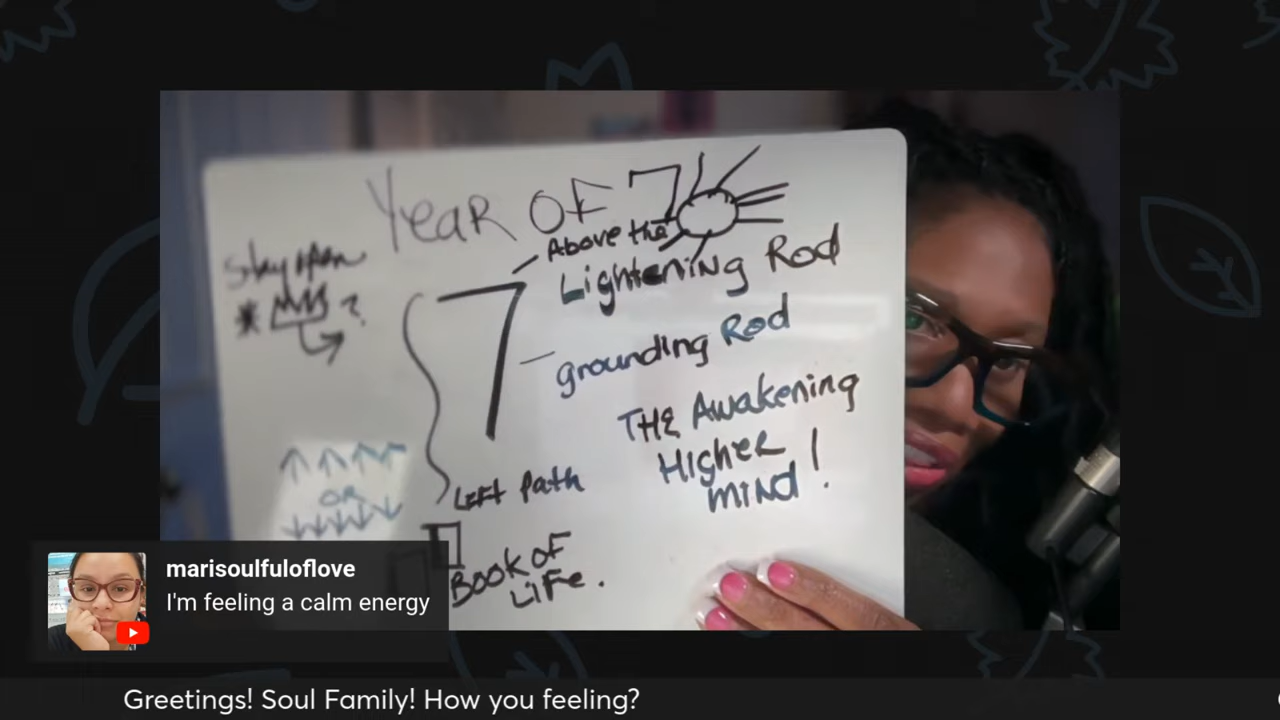 YEAR OF 7
Above the
Lightening Rod
Stay open
7
grounding Rod
THE Awakening
HigHER
MIND!
OR
LEFT Path
BOOK OF
LiFe.
marisoulfuloflove
I'm feeling a calm energy
Greetings! Soul Family! How you feeling?